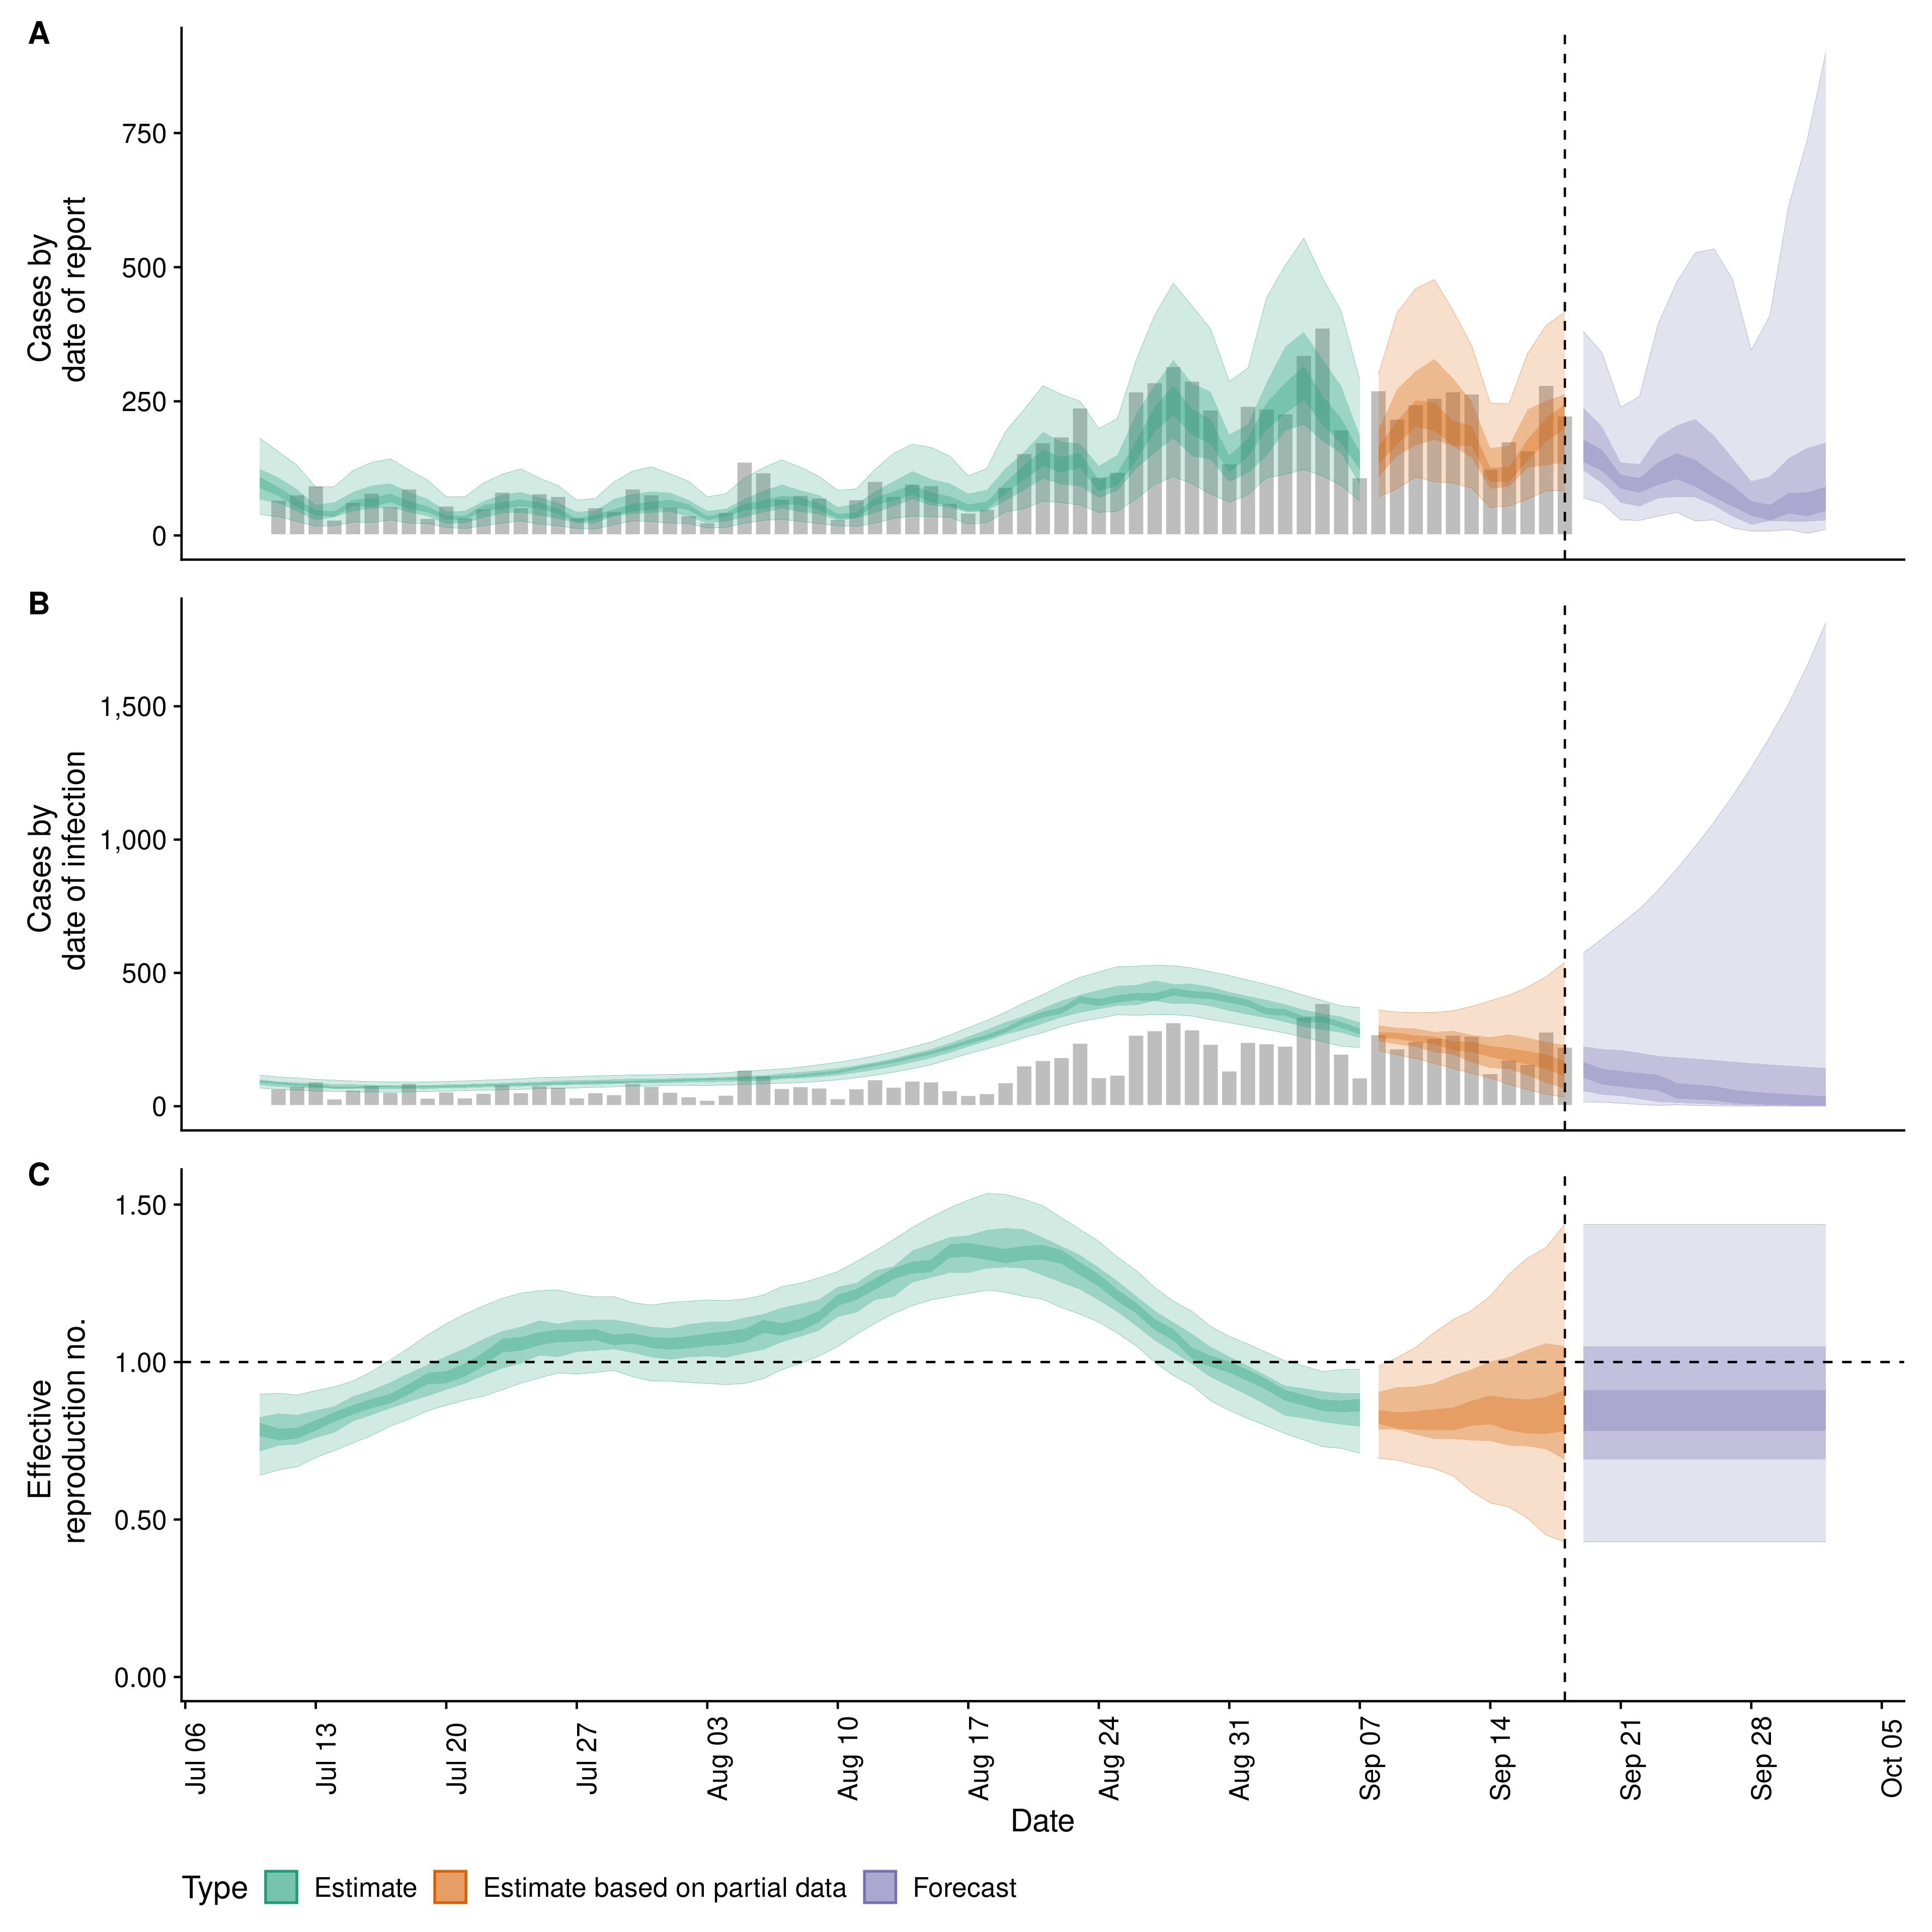 A
Cases by
date of report
750
500
250
0
B
Cases by
date of infection
1,500
1,000
500
0
C
Effective
reproduction no.
1.50
1.00
0.50
0.00
Jul 06
Jul 13
Jul 20
Jul 27
Aug 03
Aug 10
Aug 17
Aug 24
Aug 31
Sep 07
Sep 14
Sep 21
Sep 28
Oct 05
Date
Type
Estimate
Estimate based on partial data
Forecast